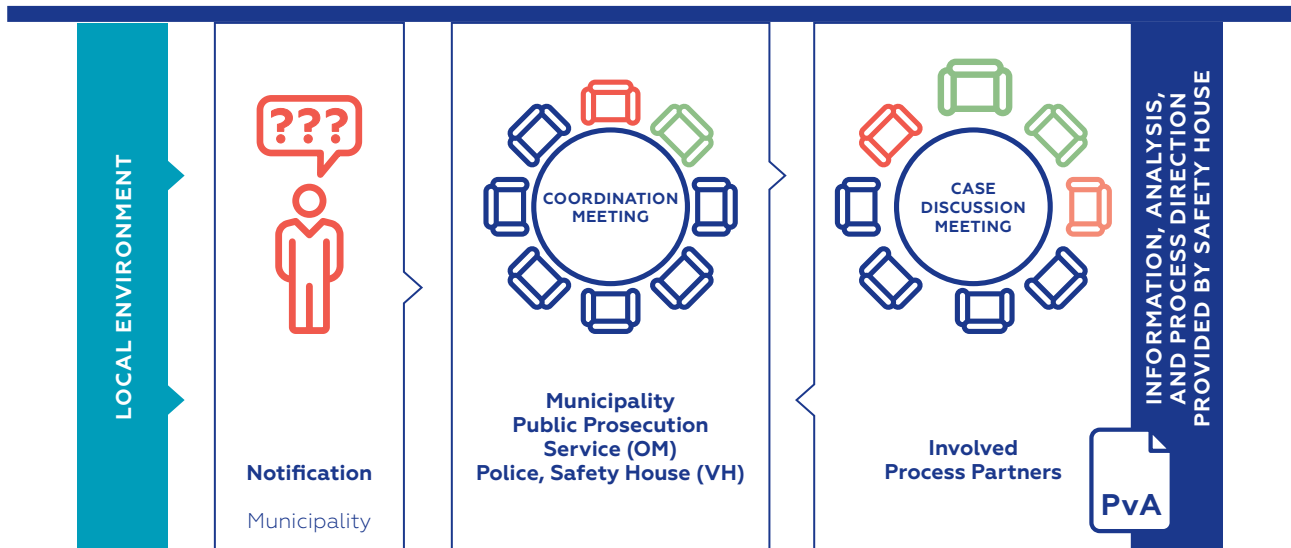 LOCAL ENVIRONMENT
???
Notification
Municipality
COORDINATION
MEETING
Municipality
Public Prosecution
Service (OM)
Police, Safety House (VH)
CASE
DISCUSSION
MEETING
Involved
Process Partners
INFORMATION, ANALYSIS,
AND PROCESS DIRECTION
PROVIDED BY SAFETY HOUSE
PvA